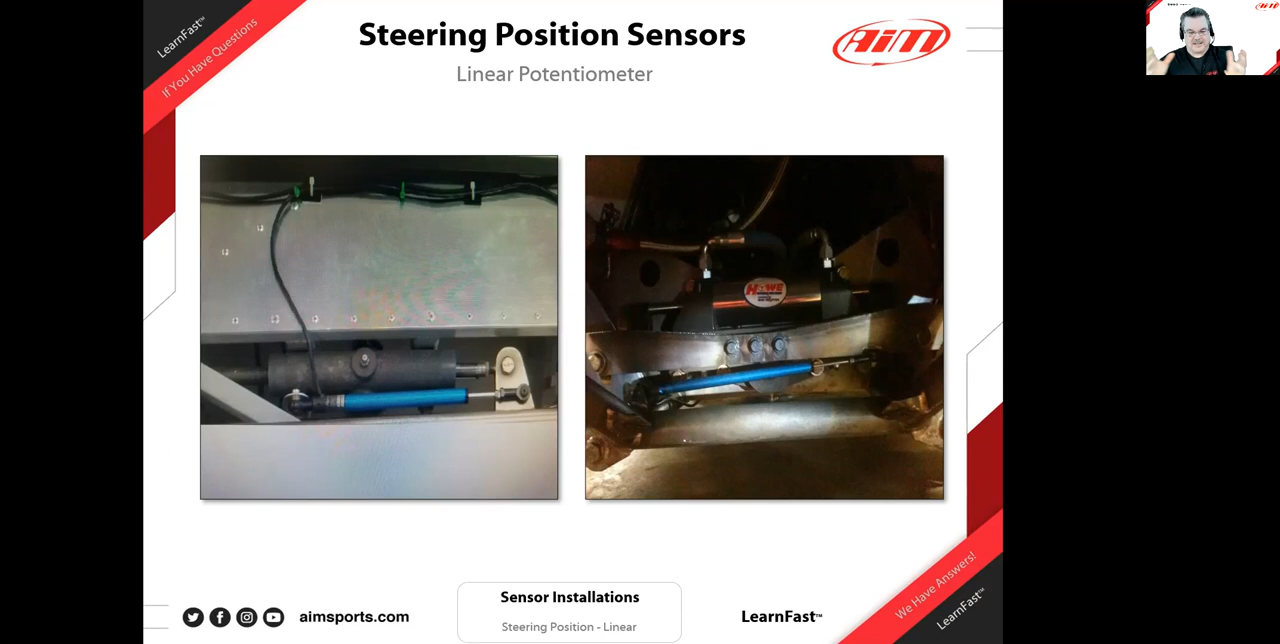 LearnFast™
If You Have Questions
Steering Position Sensors
Linear Potentiometer
AiM
AiM
HOWE
We Have Answers!
LearnFast™
aimsports.com
Sensor Installations
Steering Position - Linear
LearnFast™